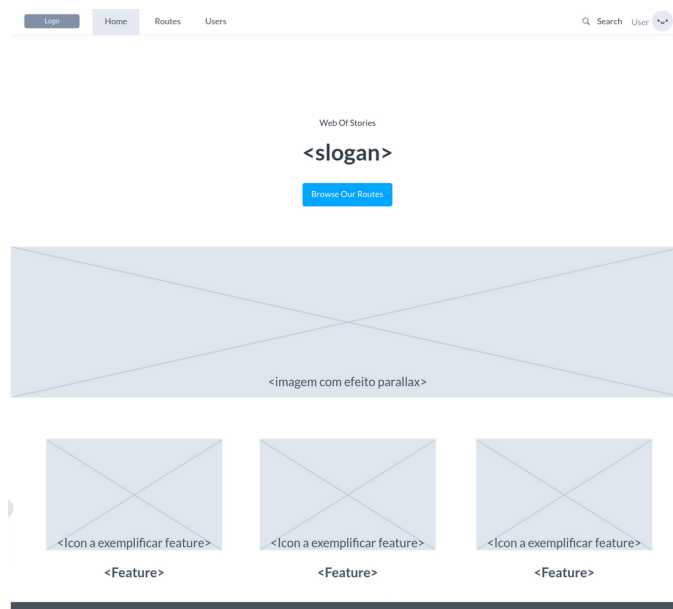 Logo
Home
Routes
Users
Search
User
Web Of Stories
<slogan>
Browse Our Routes
<imagem com efeito parallax>
<Icon a exemplificar feature>
<Icon a exemplificar feature>
<Icon a exemplificar feature>
<Feature>
<Feature>
<Feature>